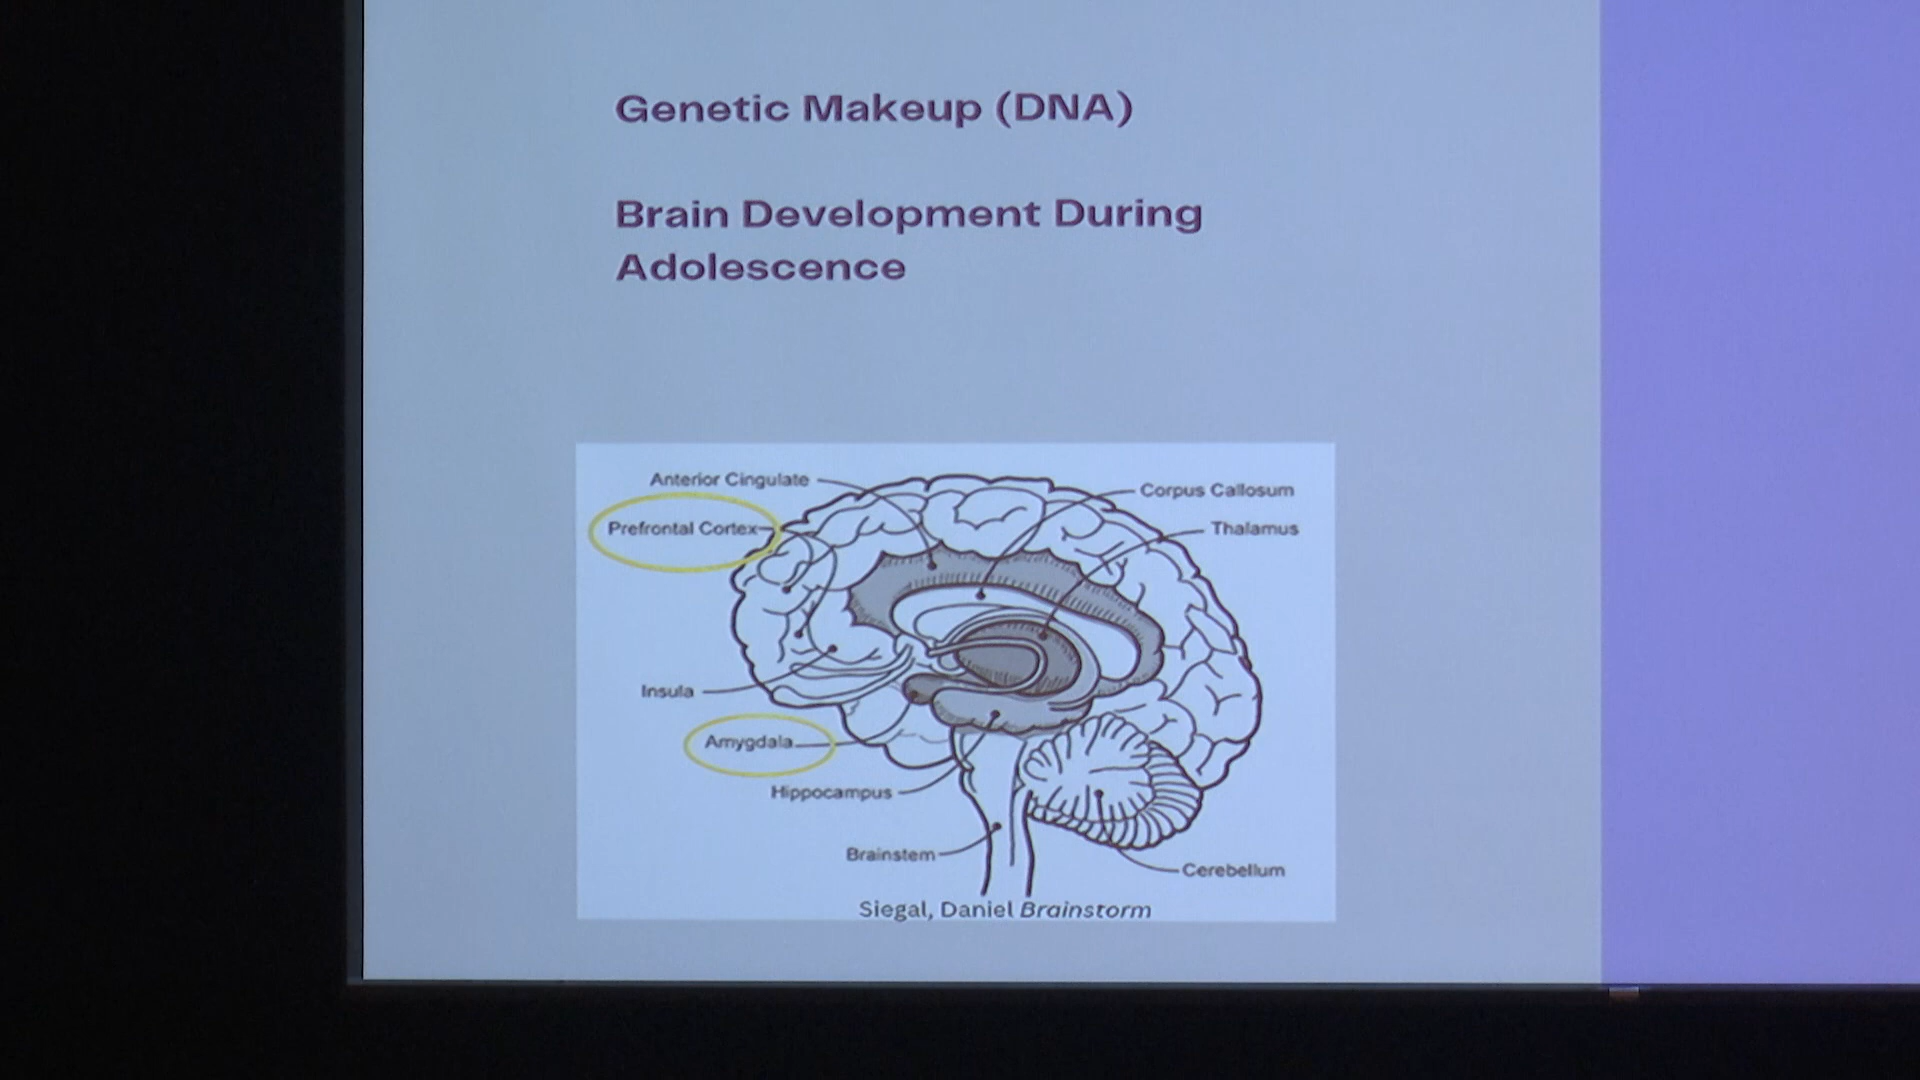 Genetic Makeup (DNA)
Brain Development During
Adolescence
Anterior Cingulate
Corpus Callosum
Prefrontal Cortex
Thalamus
Insula
Amygdala
Hippocampus
Brainstem
Cerebellum
Siegal, Daniel Brainstorm